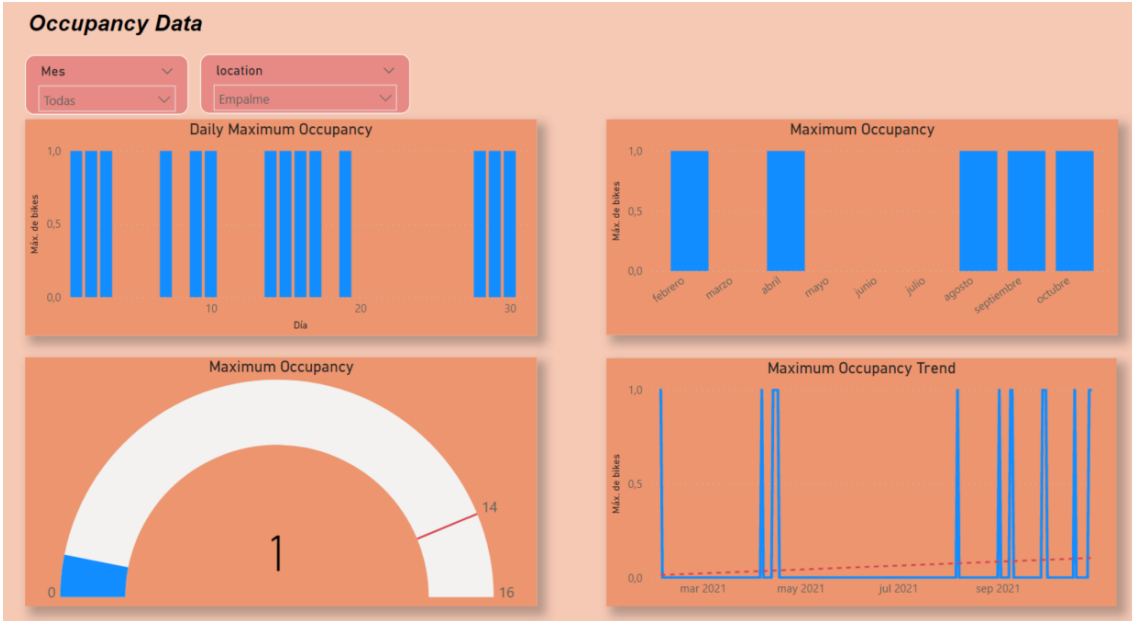 Occupancy Data
Mes
Todas
location
Empalme
Daily Maximum Occupancy
1,0
0,5
0,0
Máx. de bikes
10
20
30
Día
Maximum Occupancy
1,0
0,5
0,0
Máx. de bikes
febrero
marzo
abril
mayo
junio
julio
agosto
septiembre
octubre
Maximum Occupancy
0
1
14
16
Maximum Occupancy Trend
1,0
0,5
0,0
Máx. de bikes
mar 2021
may 2021
jul 2021
sep 2021